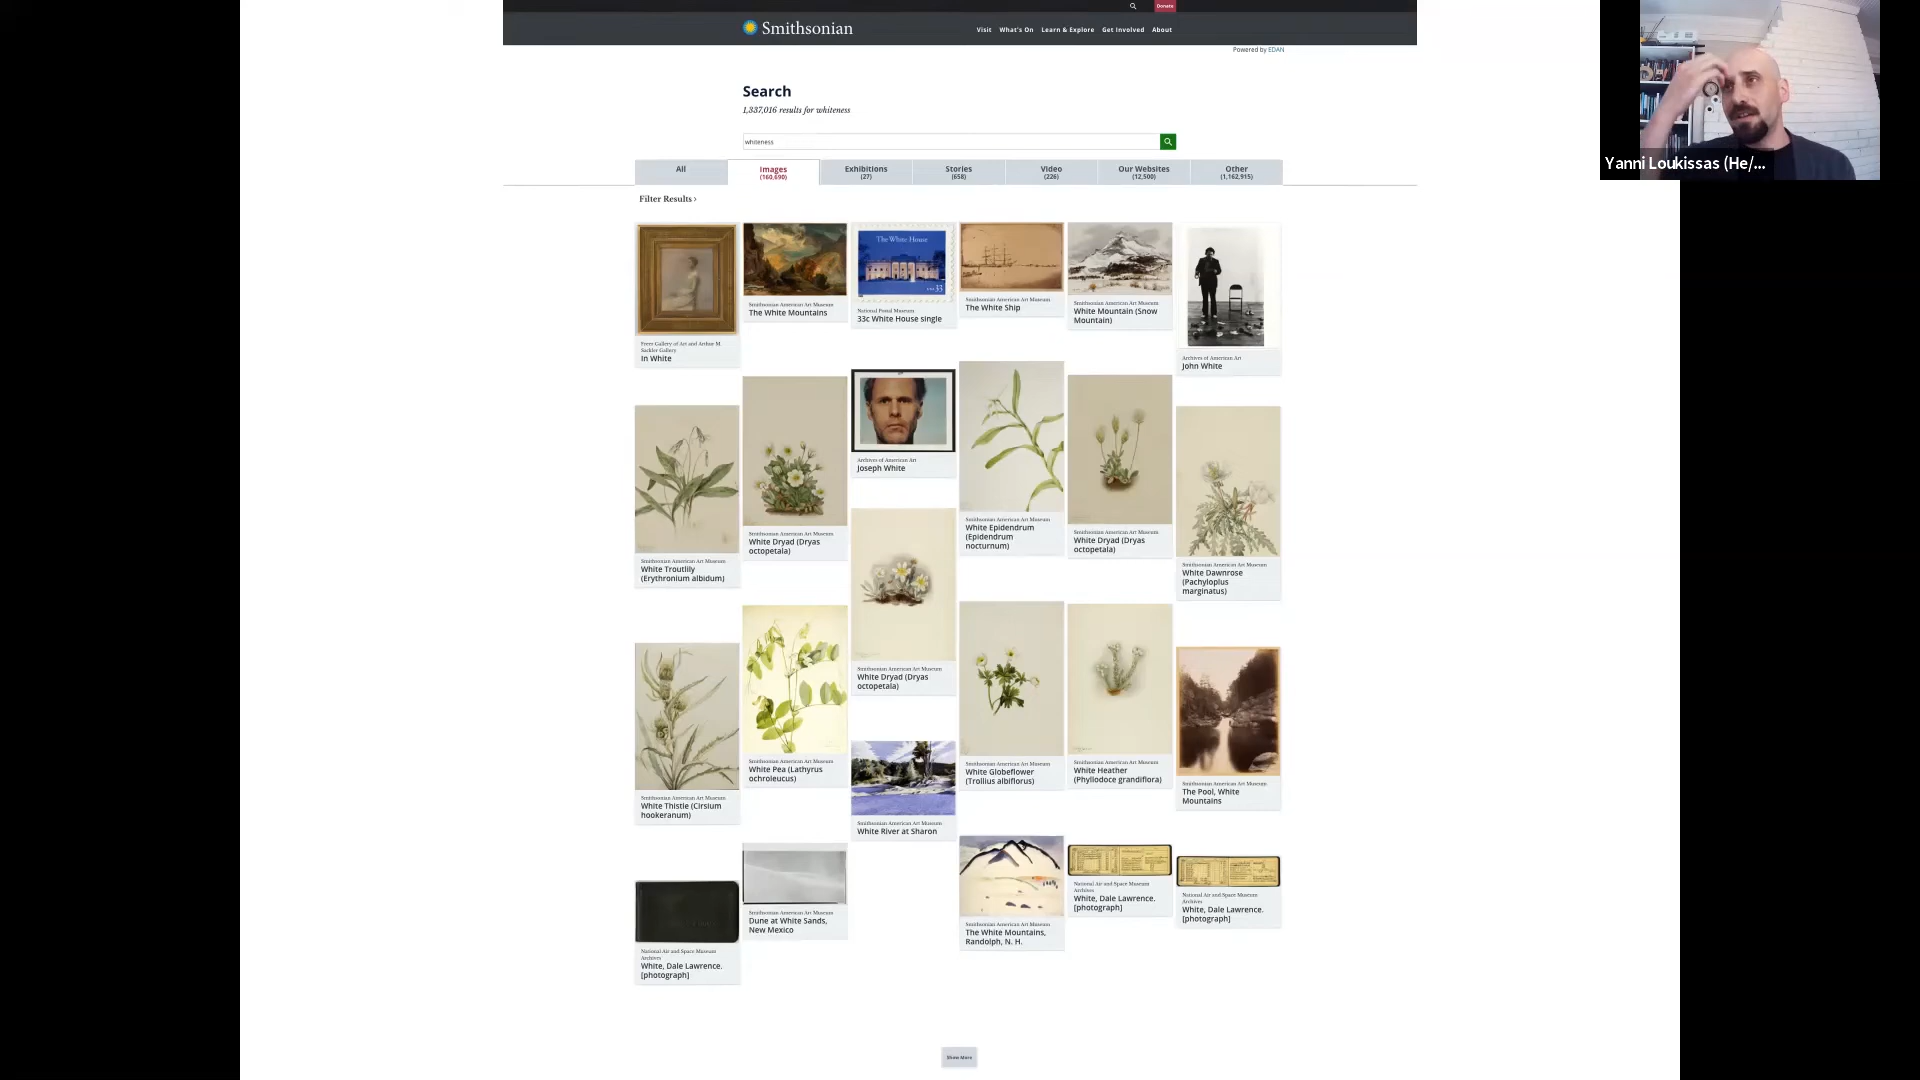 Donate
Smithsonian
Visit What's On Learn & Explore Get Involved About
Powered by EDAN
Yanni Loukissas (He/...
Search
1,337,016 results for whiteness
whiteness
All
Images
(160,690)
Exhibitions
(27)
Stories
(658)
Video
(226)
Our Websites
(12,500)
Other
(1,162,915)
Filter Results ›
Freer Gallery of Art and Arthur M.
Sackler Gallery
In White
Smithsonian American Art Museum
The White Mountains
The White House
USA 33
National Postal Museum
33c White House single
Smithsonian American Art Museum
The White Ship
Smithsonian American Art Museum
White Mountain (Snow
Mountain)
Archives of American Art
John White
Smithsonian American Art Museum
White Troutlily
(Erythronium albidum)
Smithsonian American Art Museum
White Dryad (Dryas
octopetala)
Archives of American Art
Joseph White
Smithsonian American Art Museum
White Epidendrum
(Epidendrum
nocturnum)
Smithsonian American Art Museum
White Dryad (Dryas
octopetala)
Smithsonian American Art Museum
White Dawnrose
(Pachyloplus
marginatus)
Smithsonian American Art Museum
White Dryad (Dryas
octopetala)
Smithsonian American Art Museum
White Thistle (Cirsium
hookeranum)
Smithsonian American Art Museum
White Pea (Lathyrus
ochroleucus)
Smithsonian American Art Museum
White River at Sharon
Smithsonian American Art Museum
White Globeflower
(Trollius albiflorus)
Smithsonian American Art Museum
White Heather
(Phyllodoce grandiflora)
Smithsonian American Art Museum
The Pool, White
Mountains
National Air and Space Museum
Archives
White, Dale Lawrence.
[photograph]
Smithsonian American Art Museum
Dune at White Sands,
New Mexico
Smithsonian American Art Museum
The White Mountains,
Randolph, N. H.
National Air and Space Museum
Archives
White, Dale Lawrence.
[photograph]
National Air and Space Museum
Archives
White, Dale Lawrence.
[photograph]
Show More